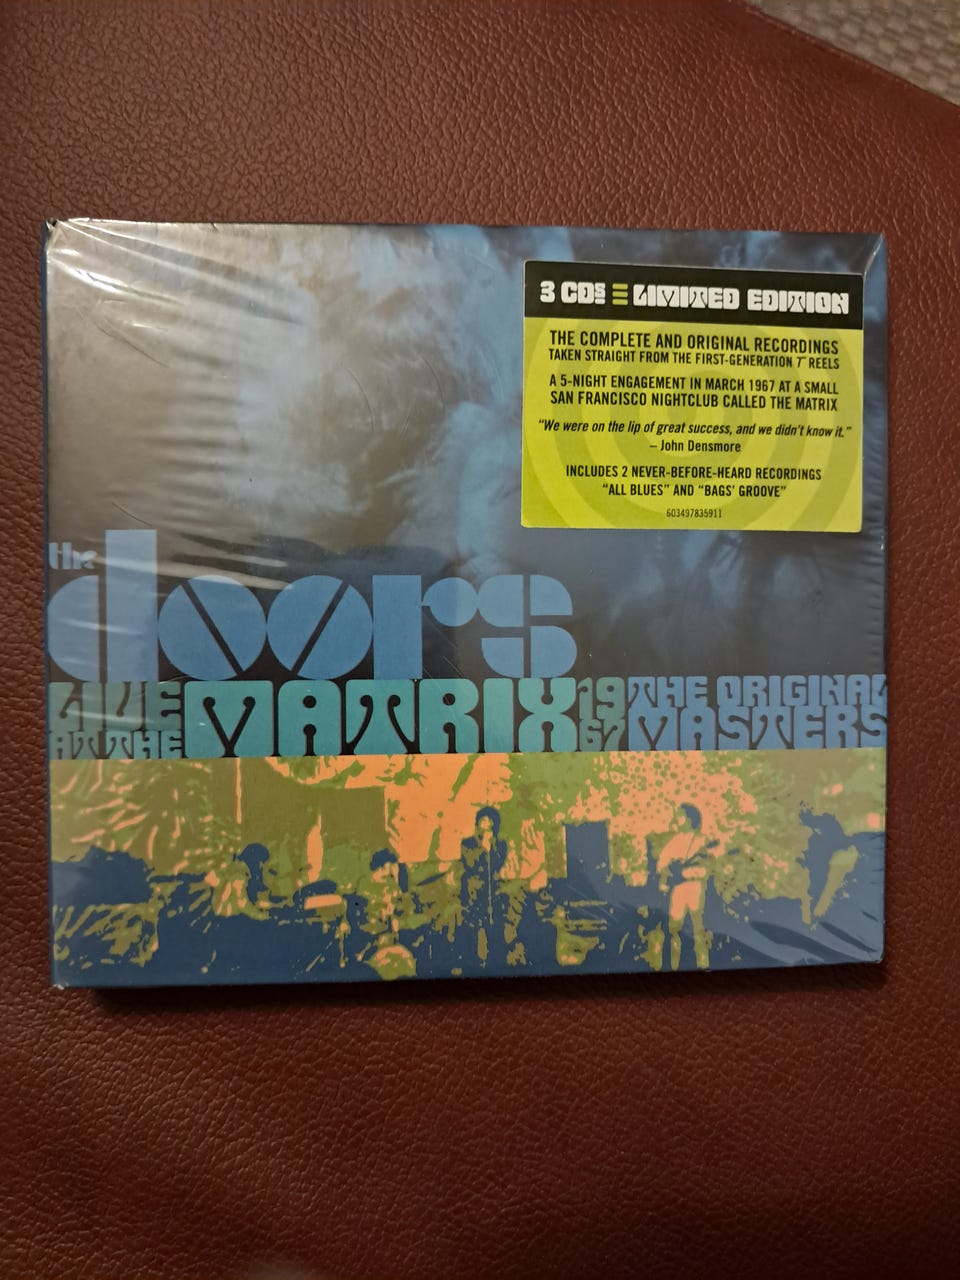 3 CDs LIMITED EDITION
THE COMPLETE AND ORIGINAL RECORDINGS
TAKEN STRAIGHT FROM THE FIRST-GENERATION 7" REELS
A 5-NIGHT ENGAGEMENT IN MARCH 1967 AT A SMALL
SAN FRANCISCO NIGHTCLUB CALLED THE MATRIX
"We were on the lip of great success, and we didn't know it."
– John Densmore
INCLUDES 2 NEVER-BEFORE-HEARD RECORDINGS
"ALL BLUES" AND "BAGS' GROOVE"
603497835911
the
doors
LIVE AT THE MATRIX 1967 THE ORIGINAL MASTERS